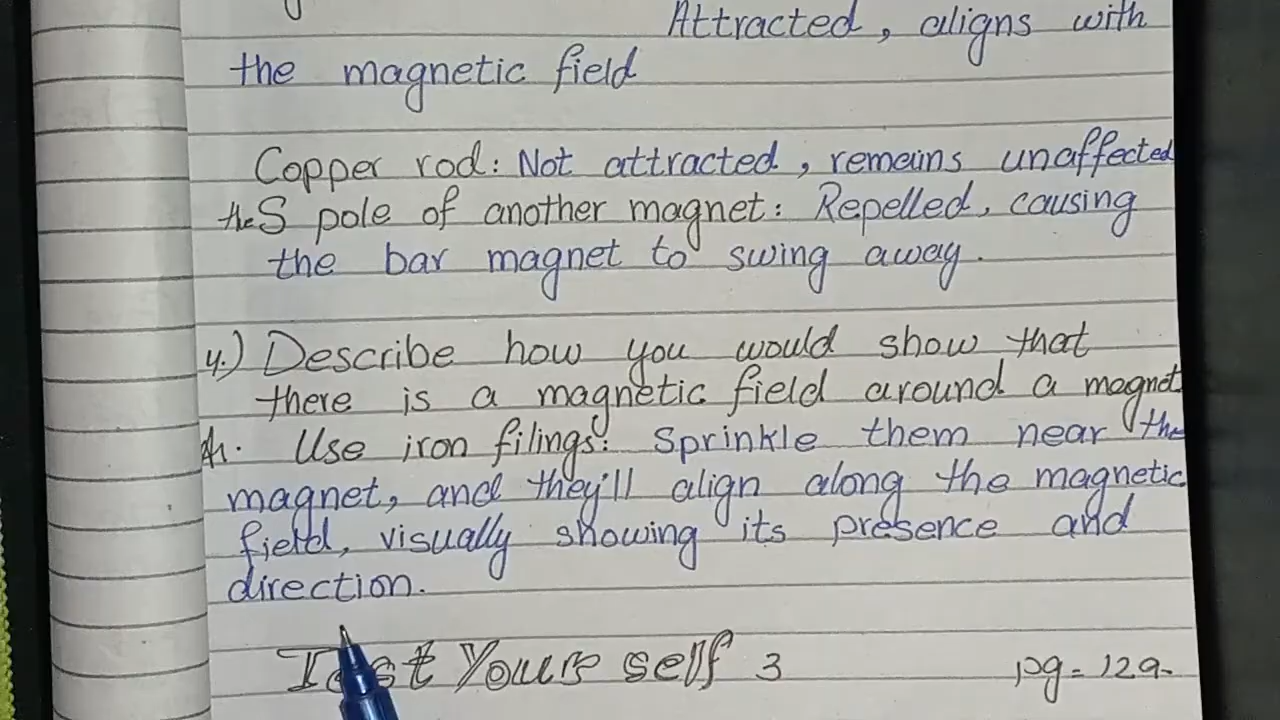 Attracted, aligns with
the magnetic field
Copper rod: Not attracted, remains unaffected
the S pole of another magnet: Repelled, causing
the bar magnet to swing away.
4.) Describe how you would show that
there is a magnetic field around a magnet
A. Use iron filings: Sprinkle them near the
magnet, and they'll align along the magnetic
field, visually showing its presence and
direction.
Yours self 3 pg = 129.